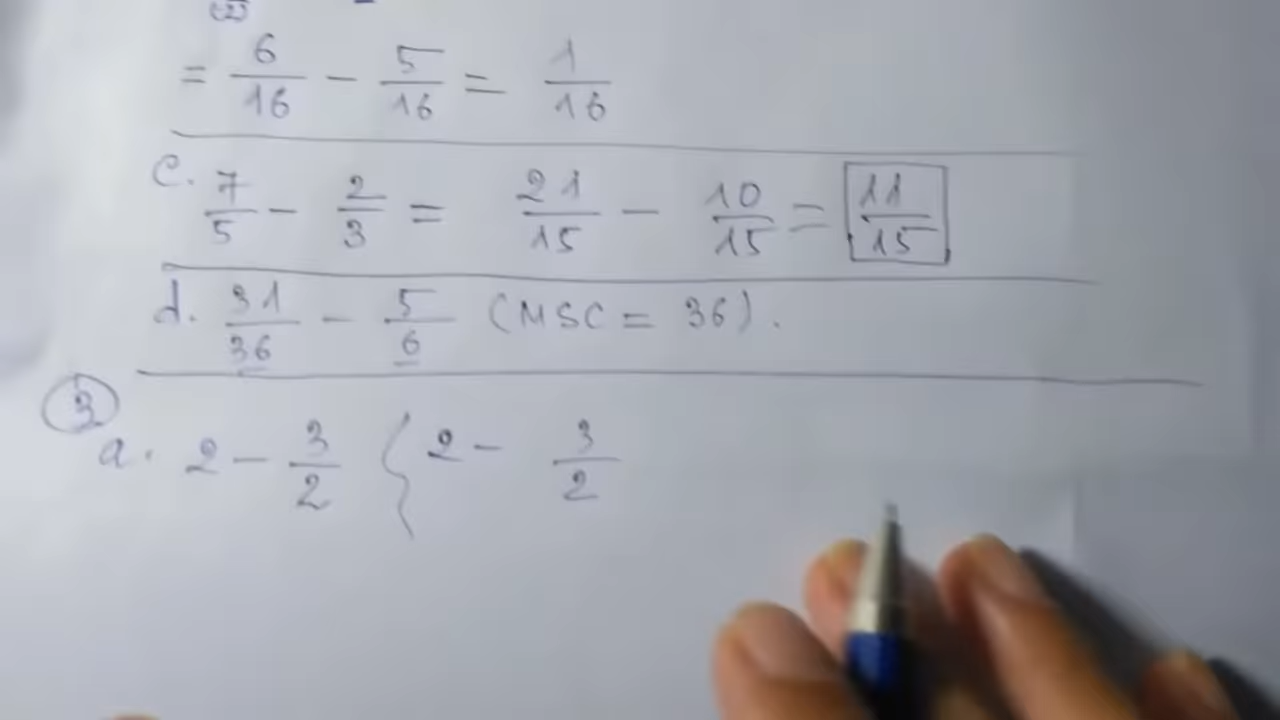 (2)
= 6/16 - 5/16 = 1/16
c. 7/5 - 2/3 = 21/15 - 10/15 = 11/15
d. 31/36 - 5/6 (MSC = 36).
3
a. 2 - 3/2 { 2 - 3/2